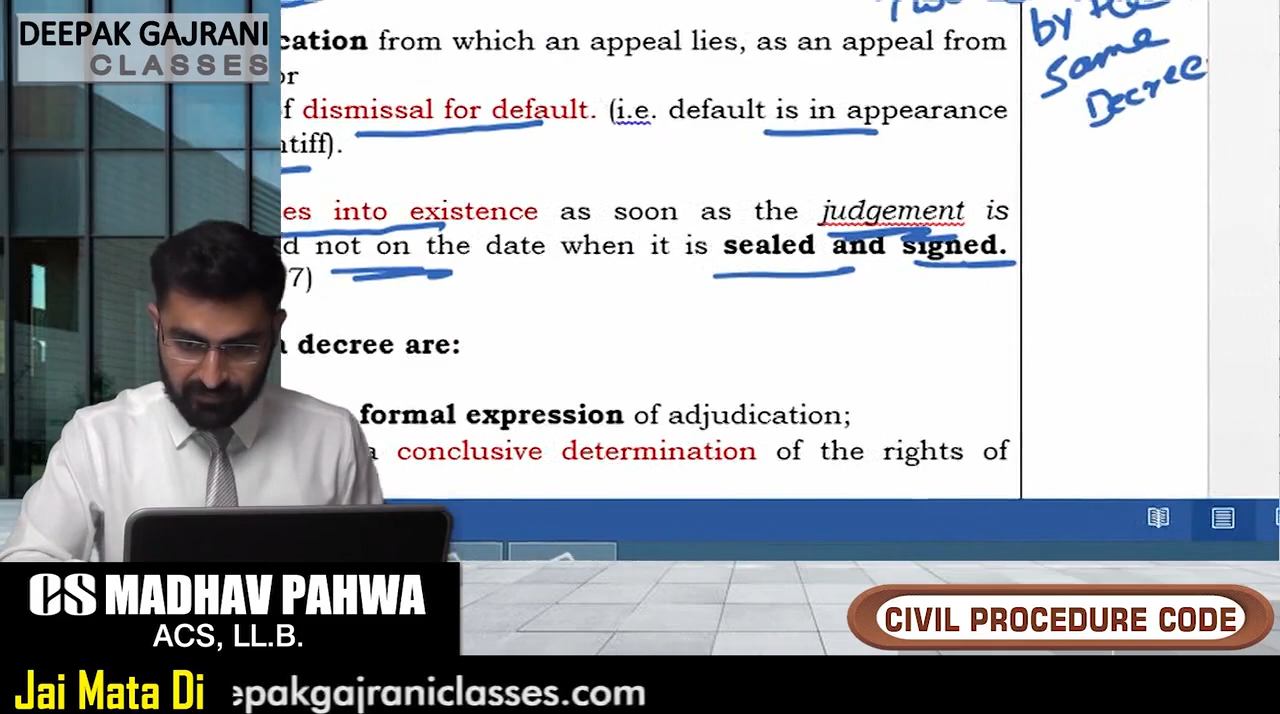 DEEPAK GAJRANI
CLASSES
cation from which an appeal lies, as an appeal from
or
f dismissal for default. (i.e. default is in appearance
ntiff).
es into existence as soon as the judgement is
d not on the date when it is sealed and signed.
7)
a decree are:
formal expression of adjudication;
a conclusive determination of the rights of
by the
Same
Decree
CS MADHAV PAHWA
ACS, LL.B.
CIVIL PROCEDURE CODE
Jai Mata Di
epakgajraniclasses.com